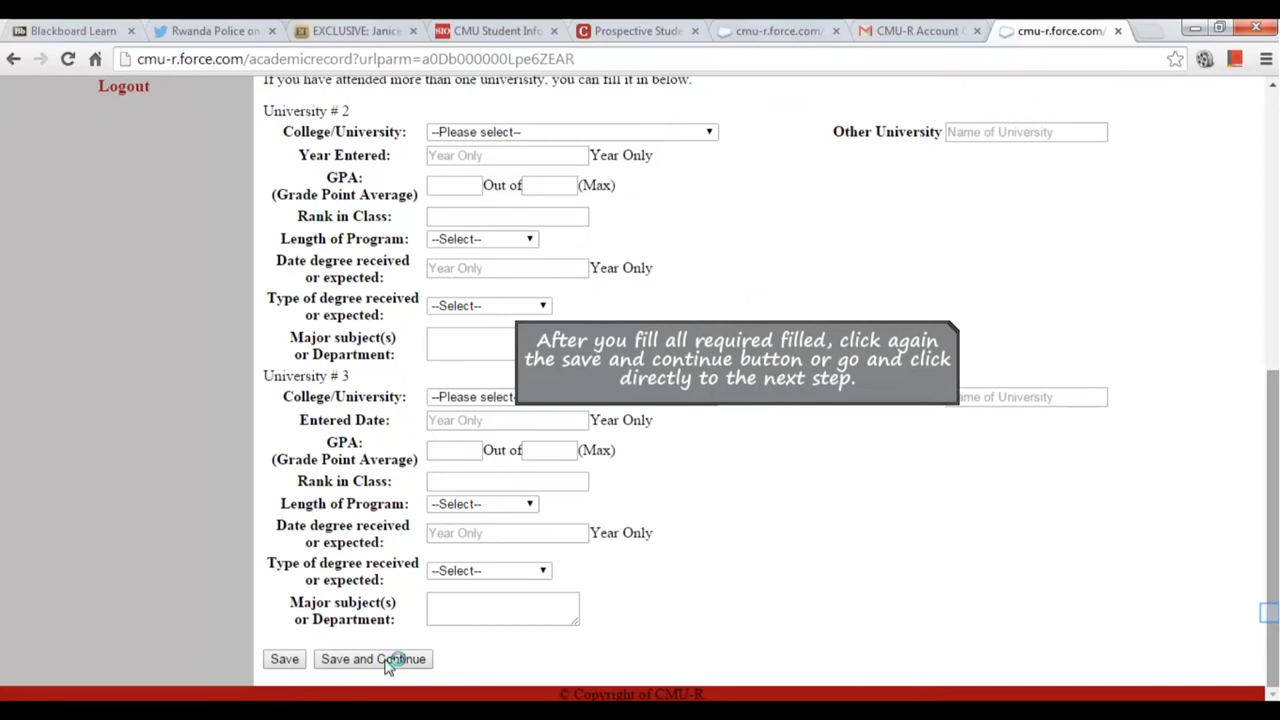 Blackboard Learn
Rwanda Police on
EXCLUSIVE: Janice
CMU Student Info
Prospective Stude
cmu-r.force.com/
CMU-R Account
cmu-r.force.com/
cmu-r.force.com/academicrecord?urlparm=a0Db000000Lpe6ZEAR
Logout
If you have attended more than one univerisity, you can fill it in below.
University # 2
College/University: --Please select-- Other University Name of University
Year Entered: Year Only Year Only
GPA:
(Grade Point Average) Out of (Max)
Rank in Class:
Length of Program: --Select--
Date degree received
or expected: Year Only Year Only
Type of degree received
or expected: --Select--
Major subject(s)
or Department:
After you fill all required filled, click again
the save and continue button or go and click
directly to the next step.
University # 3
College/University: --Please select- Name of University
Entered Date: Year Only Year Only
GPA:
(Grade Point Average) Out of (Max)
Rank in Class:
Length of Program: --Select--
Date degree received
or expected: Year Only Year Only
Type of degree received
or expected: --Select--
Major subject(s)
or Department:
Save Save and Continue
© Copyright of CMU-R